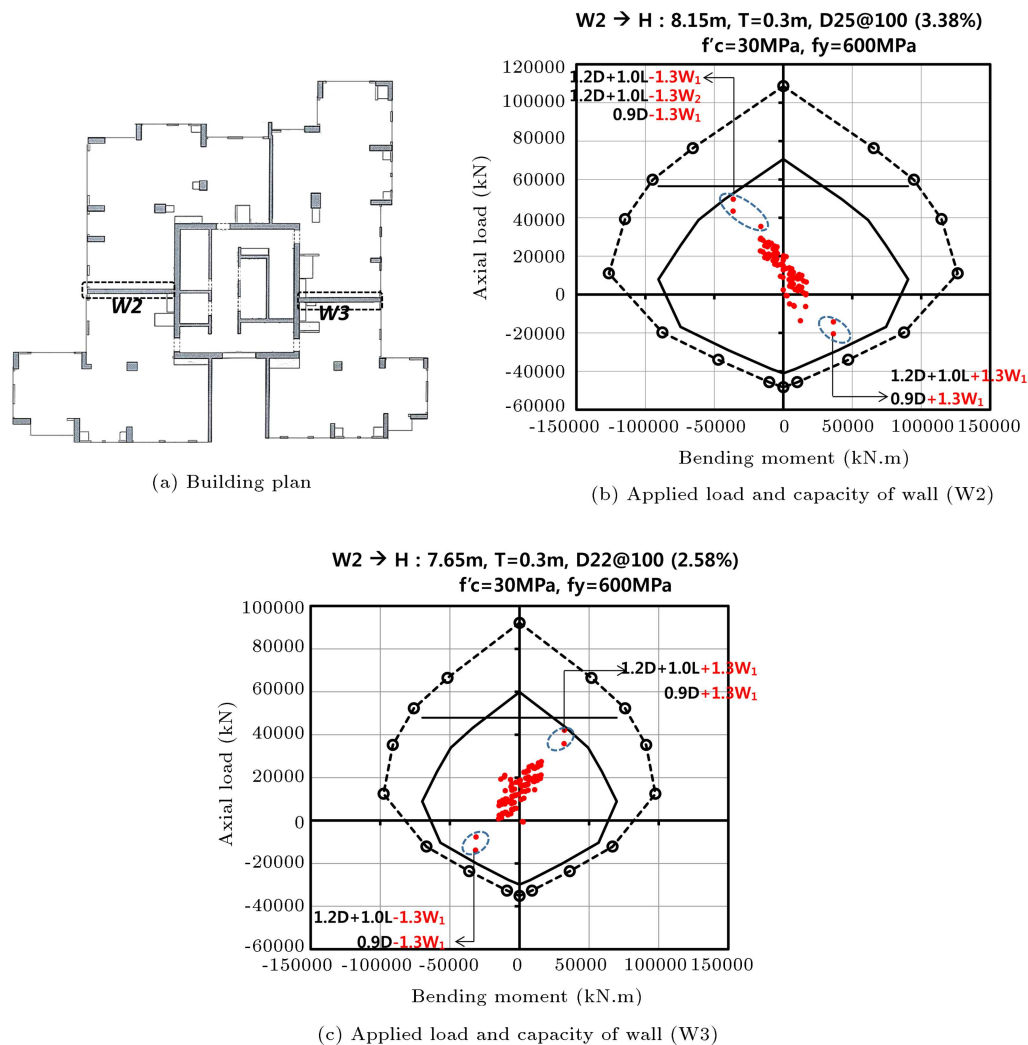 W2
W3
(a) Building plan
W2 → H : 8.15m, T=0.3m, D25@100 (3.38%)
f'c=30MPa, fy=600MPa
120000
100000
80000
60000
40000
20000
0
-20000
-40000
-60000
Axial load (kN)
1.2D+1.0L-1.3W₁
1.2D+1.0L-1.3W₂
0.9D-1.3W₁
1.2D+1.0L+1.3W₁
0.9D+1.3W₁
-150000 -100000 -50000 0 50000 100000 150000
Bending moment (kN.m)
(b) Applied load and capacity of wall (W2)
W2 → H : 7.65m, T=0.3m, D22@100 (2.58%)
f'c=30MPa, fy=600MPa
100000
80000
60000
40000
20000
0
-20000
-40000
-60000
Axial load (kN)
1.2D+1.0L+1.3W₁
0.9D+1.3W₁
1.2D+1.0L-1.3W₁
0.9D-1.3W₁
-150000 -100000 -50000 0 50000 100000 150000
Bending moment (kN.m)
(c) Applied load and capacity of wall (W3)